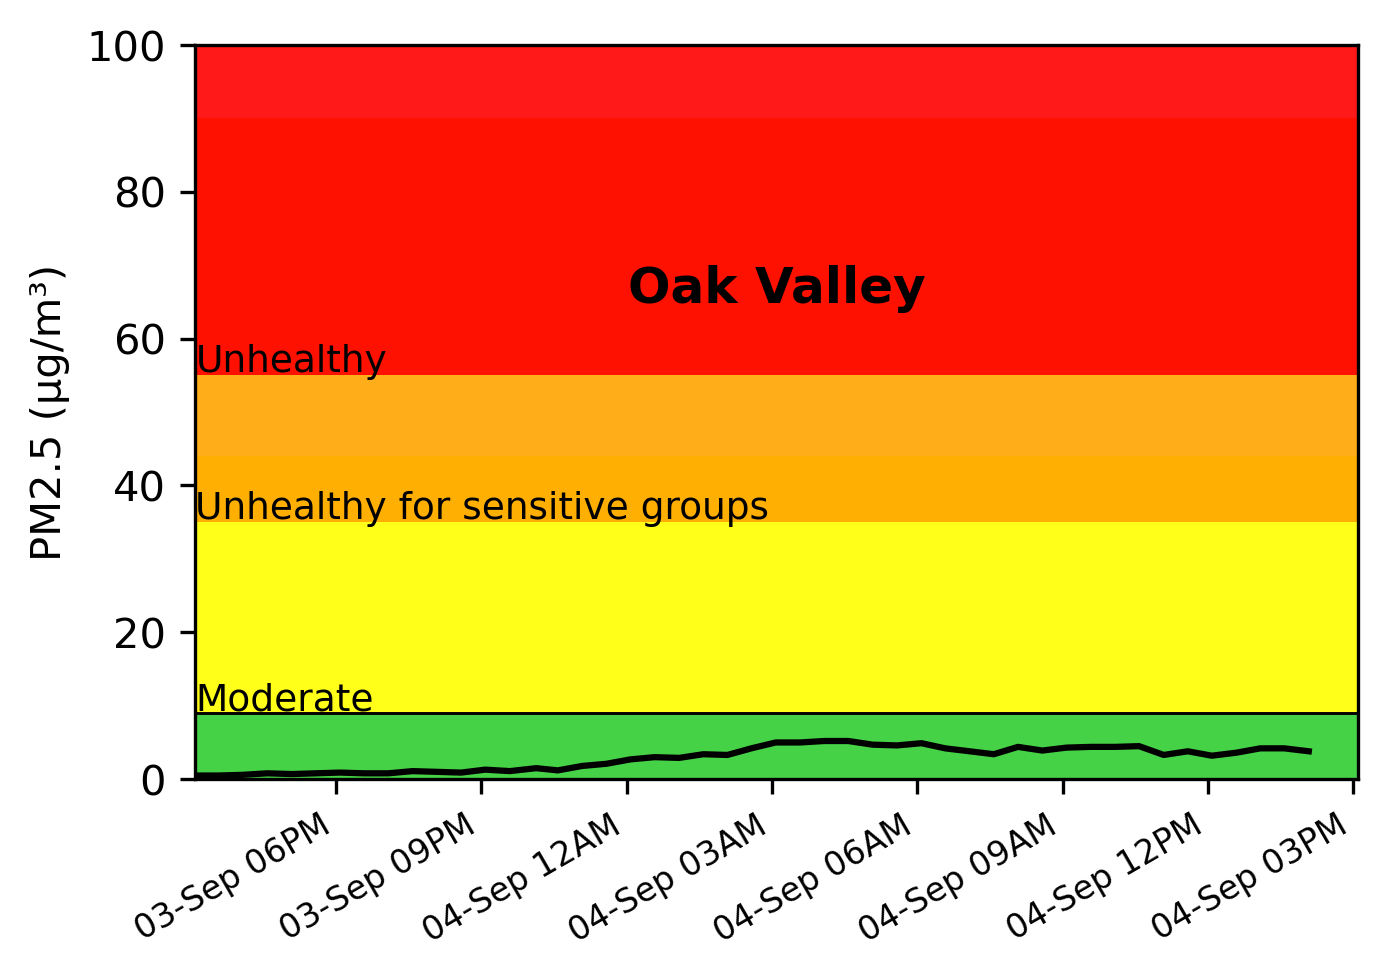 100
80
60
40
20
0
PM2.5 (µg/m³)
Oak Valley
Unhealthy
Unhealthy for sensitive groups
Moderate
03-Sep 06PM
03-Sep 09PM
04-Sep 12AM
04-Sep 03AM
04-Sep 06AM
04-Sep 09AM
04-Sep 12PM
04-Sep 03PM